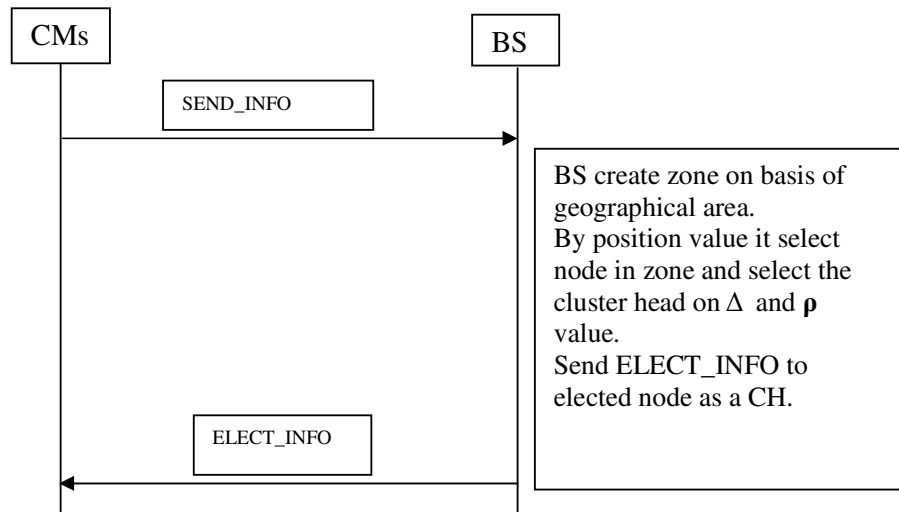 CMs
BS
SEND_INFO
BS create zone on basis of
geographical area.
By position value it select
node in zone and select the
cluster head on Δ and ρ
value.
Send ELECT_INFO to
elected node as a CH.
ELECT_INFO